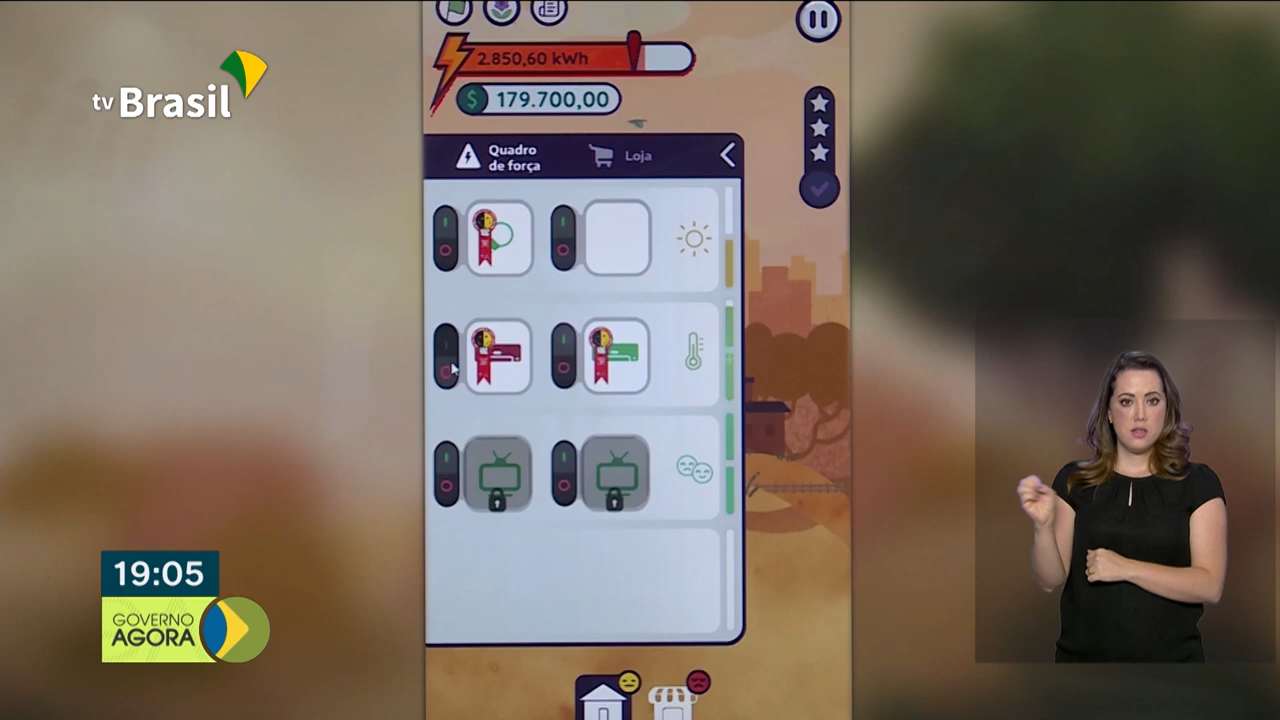 tv Brasil
2.850,60 kWh
$ 179.700,00
Quadro
de força
Loja
19:05
GOVERNO
AGORA